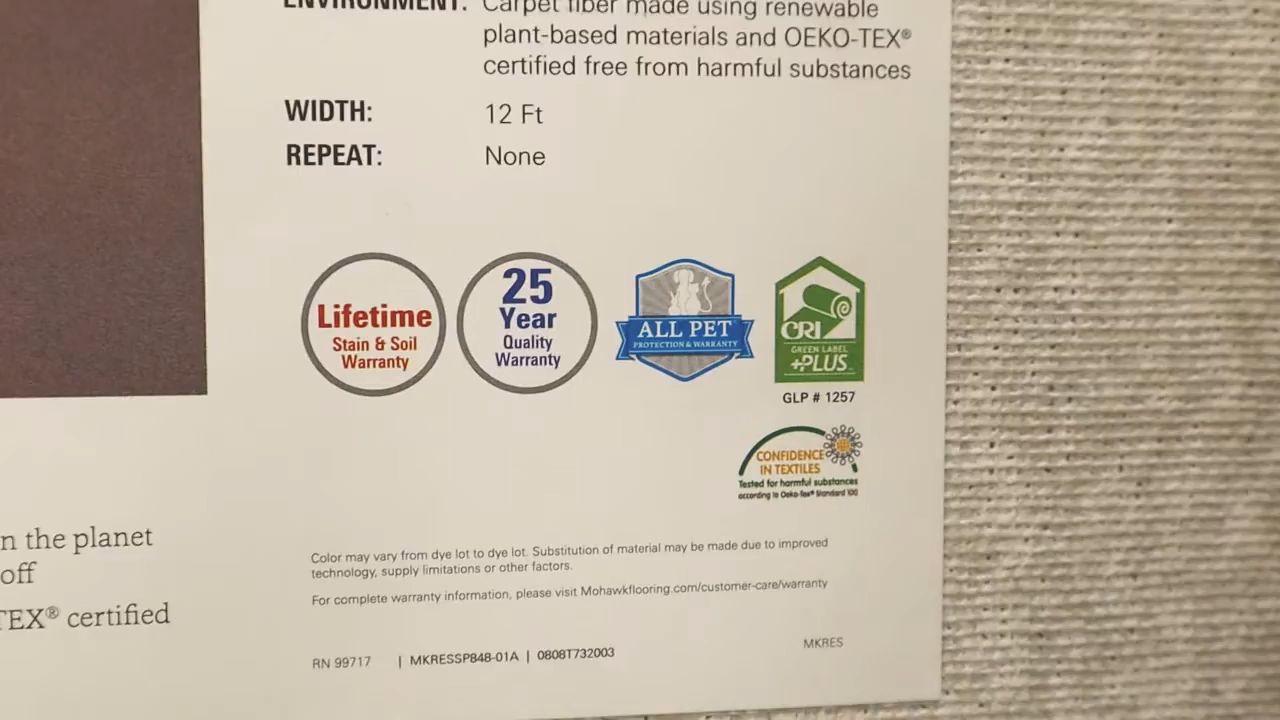 ENVIRONMENT: Carpet fiber made using renewable
plant-based materials and OEKO-TEX®
certified free from harmful substances
WIDTH: 12 Ft
REPEAT: None
Lifetime
Stain & Soil
Warranty
25
Year
Quality
Warranty
ALL PET
PROTECTION & WARRANTY
CRI
GREEN LABEL
+PLUS
GLP # 1257
CONFIDENCE
IN TEXTILES
Tested for harmful substances
according to Oeko-Tex® Standard 100
n the planet
off
TEX® certified
Color may vary from dye lot to dye lot. Substitution of material may be made due to improved
technology, supply limitations or other factors.
For complete warranty information, please visit Mohawkflooring.com/customer-care/warranty
RN 99717 | MKRESSP848-01A | 0808T732003
MKRES